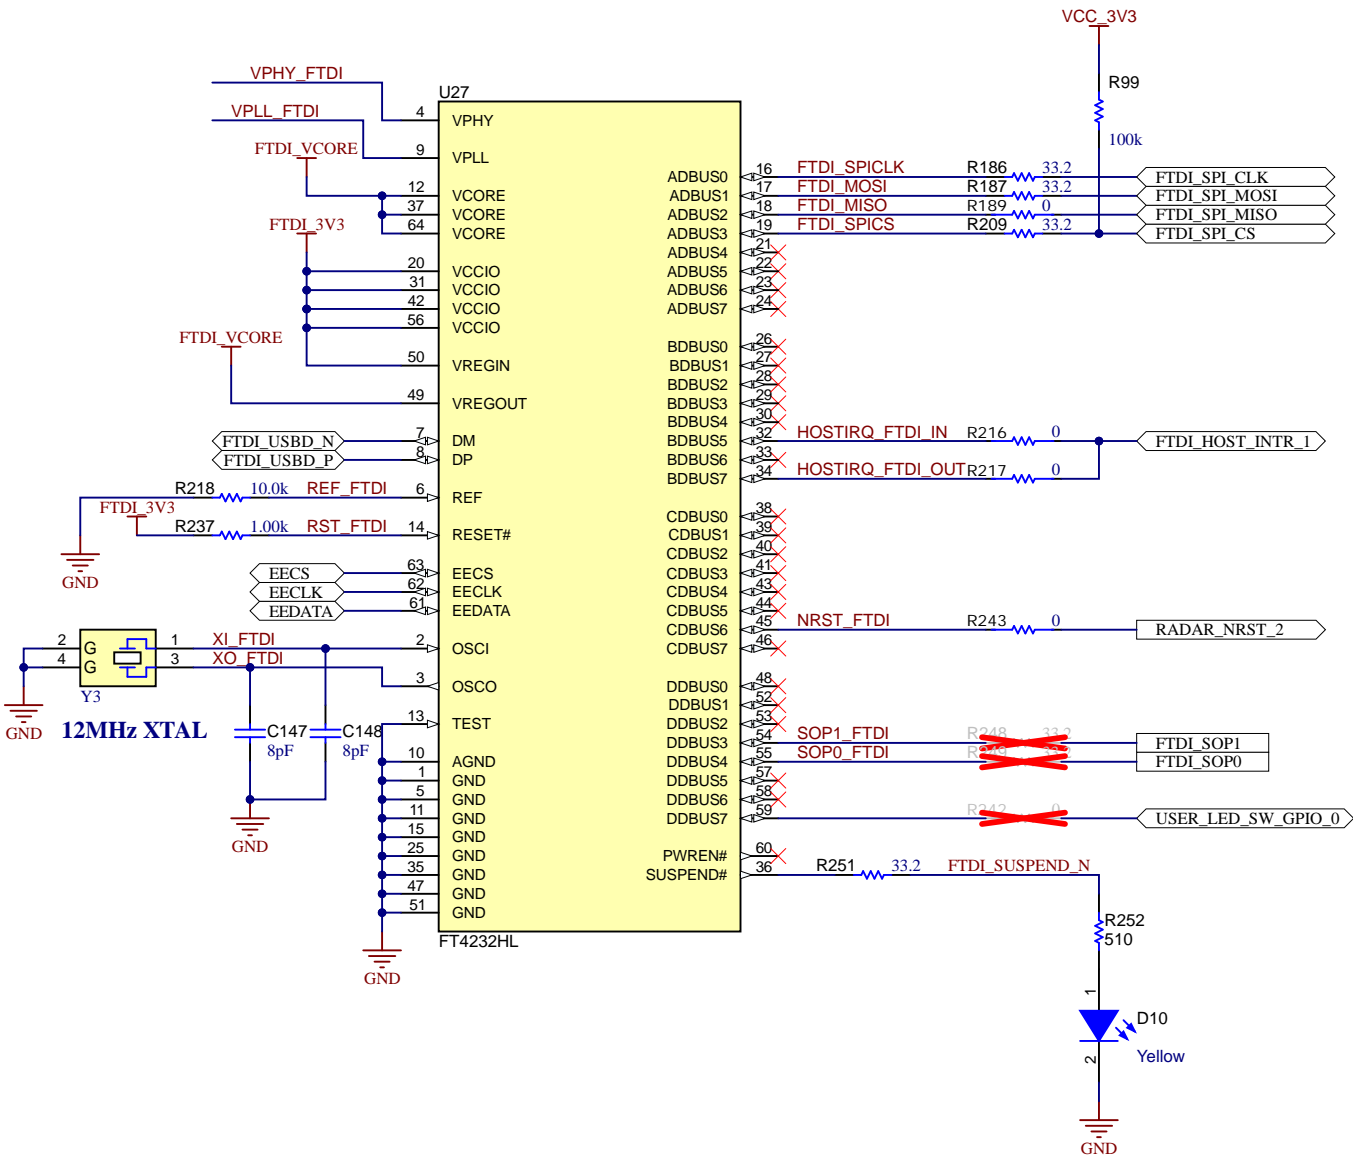 VCC_3V3
R99
100k
VPHY_FTDI
VPLL_FTDI
FTDI_VCORE
FTDI_3V3
FTDI_VCORE
U27
4 VPHY
9 VPLL
12 VCORE
37 VCORE
64 VCORE
20 VCCIO
31 VCCIO
42 VCCIO
56 VCCIO
50 VREGIN
49 VREGOUT
FTDI_USBD_N 7 DM
FTDI_USBD_P 8 DP
R218 10.0k REF_FTDI 6 REF
FTDI_3V3
R237 1.00k RST_FTDI 14 RESET#
GND
EECS 63 EECS
EECLK 62 EECLK
EEDATA 61 EEDATA
2 G 1 XI_FTDI 2 OSCI
4 G 3 XO_FTDI 3 OSCO
Y3
GND
12MHz XTAL
C147
8pF
C148
8pF
GND
13 TEST
10 AGND
1 GND
5 GND
11 GND
15 GND
25 GND
35 GND
47 GND
51 GND
GND
FT4232HL
ADBUS0 16 FTDI_SPICLK R186 33.2 FTDI_SPI_CLK
ADBUS1 17 FTDI_MOSI R187 33.2 FTDI_SPI_MOSI
ADBUS2 18 FTDI_MISO R189 0 FTDI_SPI_MISO
ADBUS3 19 FTDI_SPICS R209 33.2 FTDI_SPI_CS
ADBUS4 21
ADBUS5 22
ADBUS6 23
ADBUS7 24
BDBUS0 26
BDBUS1 27
BDBUS2 28
BDBUS3 29
BDBUS4 30
BDBUS5 32 HOSTIRQ_FTDI_IN R216 0 FTDI_HOST_INTR_1
BDBUS6 33
BDBUS7 34 HOSTIRQ_FTDI_OUT R217 0
CDBUS0 38
CDBUS1 39
CDBUS2 40
CDBUS3 41
CDBUS4 43
CDBUS5 44
CDBUS6 45 NRST_FTDI R243 0 RADAR_NRST_2
CDBUS7 46
DDBUS0 48
DDBUS1 52
DDBUS2 53
DDBUS3 54 SOP1_FTDI R248 33.2 FTDI_SOP1
DDBUS4 55 SOP0_FTDI FTDI_SOP0
DDBUS5 57
DDBUS6 58
DDBUS7 59 R242 0 USER_LED_SW_GPIO_0
PWREN# 60
SUSPEND# 36 R251 33.2 FTDI_SUSPEND_N
R252
510
1
D10
Yellow
2
GND